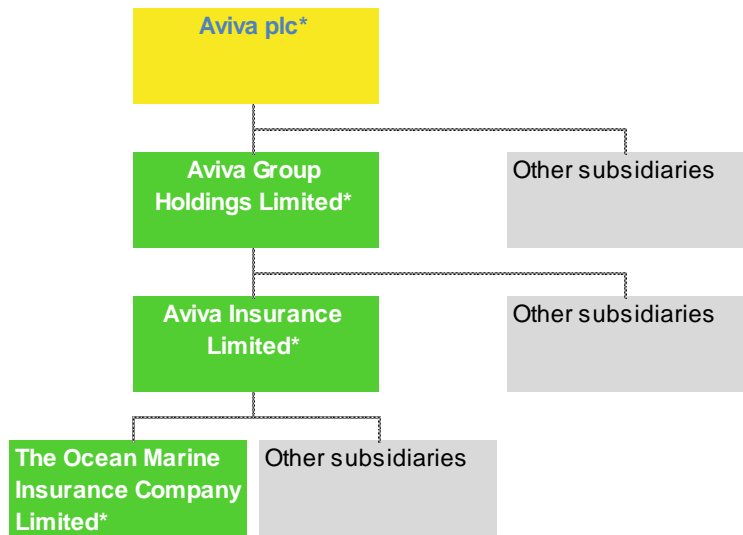 Aviva plc*
Aviva Group
Holdings Limited*
Other subsidiaries
Aviva Insurance
Limited*
Other subsidiaries
The Ocean Marine
Insurance Company
Limited*
Other subsidiaries